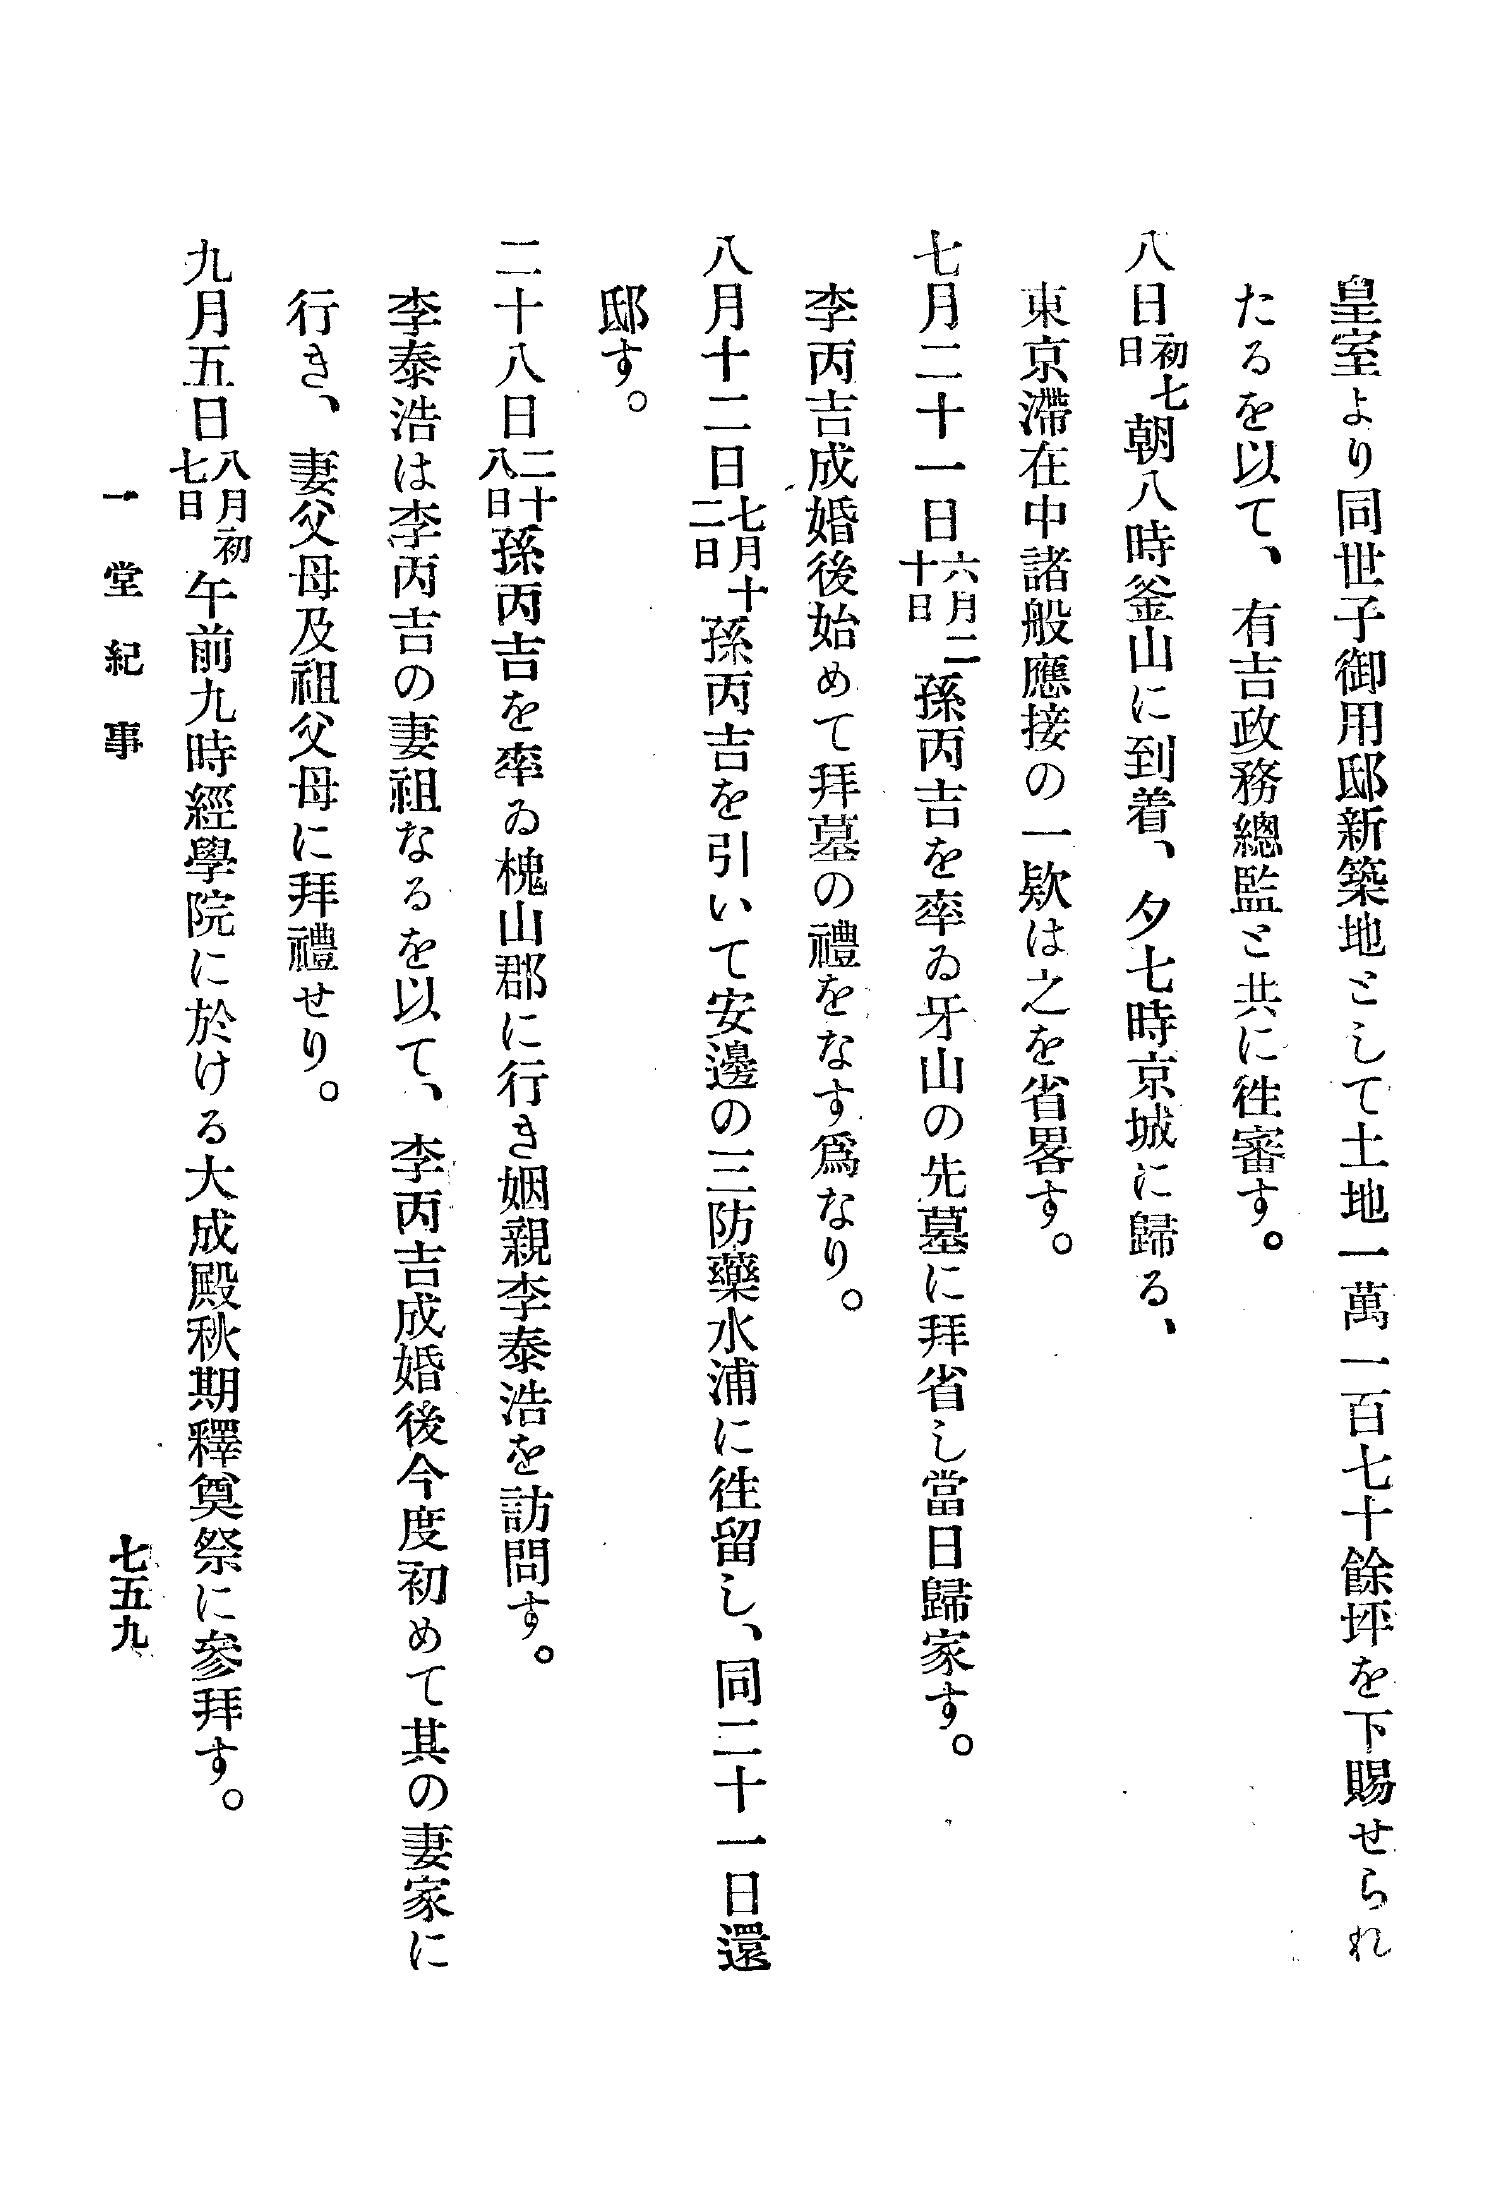 皇室より同世子御用邸新築地として土地一萬一百七十餘坪を下賜せられ
たるを以て、有吉政務總監と共に徃審す。
八日初七日朝八時釜山に到着、夕七時京城に歸る、
東京滯在中諸般應接の一欵は之を省畧す。
七月二十一日六月二十日孫丙吉を率ゐ牙山の先墓に拜省し當日歸家す。
李丙吉成婚後始めて拜墓の禮をなす爲なり。
八月十二日七月十二日孫丙吉を引いて安邊の三防藥水浦に徃留し、同二十一日還
邸す。
二十八日二十八日孫丙吉を率ゐ槐山郡に行き姻親李泰浩を訪問す。
李泰浩は李丙吉の妻祖なるを以て、李丙吉成婚後今度初めて其の妻家に
行き、妻父母及祖父母に拜禮せり。
九月五日八月初七日午前九時經學院に於ける大成殿秋期釋奠祭に參拜す。
一堂紀事
七五九